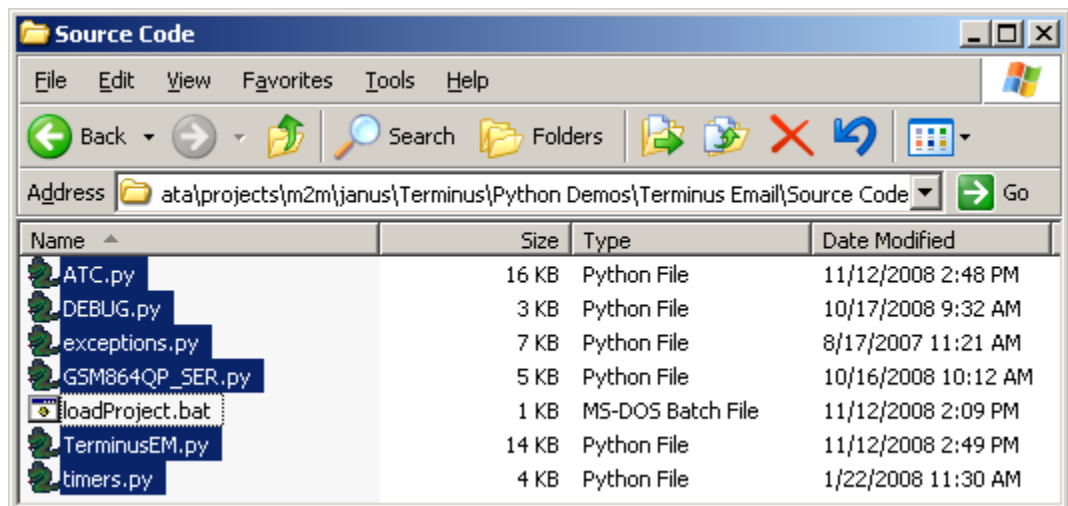 Source Code
File Edit View Favorites Tools Help
Back Search Folders
Address ata\projects\m2m\janus\Terminus\Python Demos\Terminus Email\Source Code Go
Name Size Type Date Modified
ATC.py 16 KB Python File 11/12/2008 2:48 PM
DEBUG.py 3 KB Python File 10/17/2008 9:32 AM
exceptions.py 7 KB Python File 8/17/2007 11:21 AM
GSM864QP_SER.py 5 KB Python File 10/16/2008 10:12 AM
loadProject.bat 1 KB MS-DOS Batch File 11/12/2008 2:09 PM
TerminusEM.py 14 KB Python File 11/12/2008 2:49 PM
timers.py 4 KB Python File 1/22/2008 11:30 AM